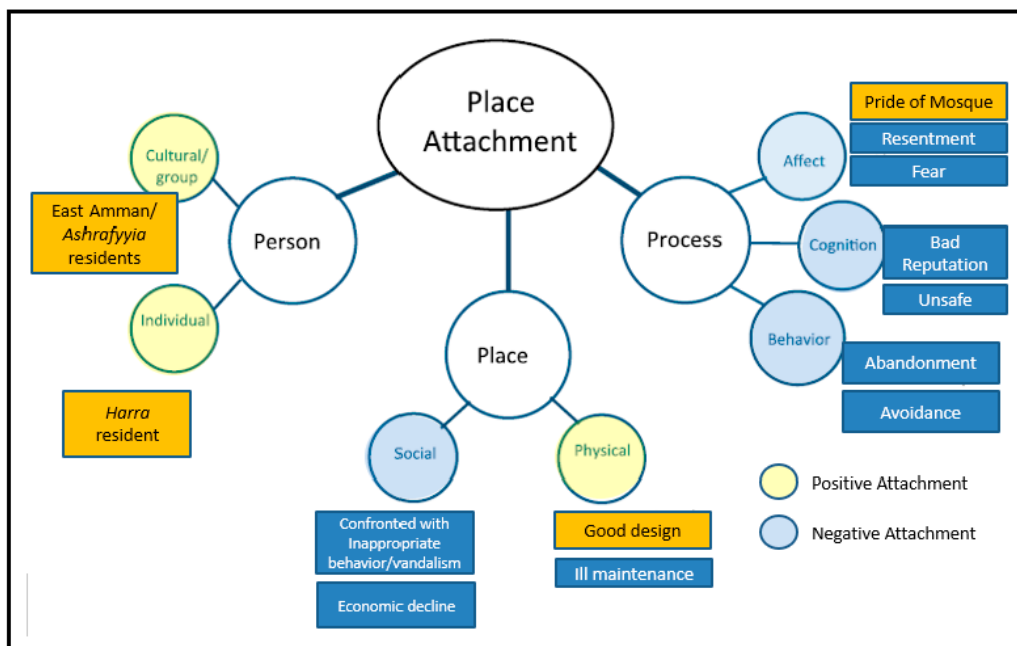 Place
Attachment
Cultural/
group
East Amman/
Ashrafyyia
residents
Individual
Harra
resident
Person
Place
Social
Confronted with
Inappropriate
behavior/vandalism
Economic decline
Physical
Good design
Ill maintenance
Process
Affect
Pride of Mosque
Resentment
Fear
Cognition
Bad
Reputation
Unsafe
Behavior
Abandonment
Avoidance
Positive Attachment
Negative Attachment